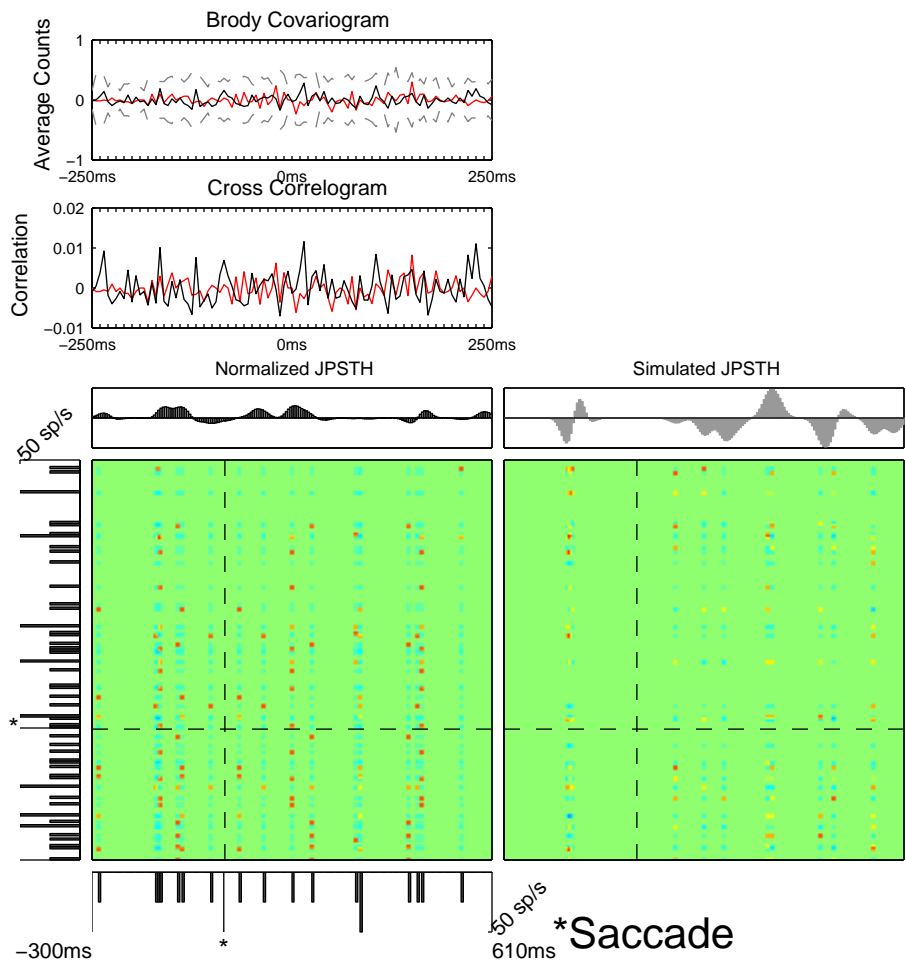 Brody Covariogram
Average Counts
1
0
−1
−250ms
0ms
250ms
Cross Correlogram
Correlation
0.02
0.01
0
−0.01
−250ms
0ms
250ms
Normalized JPSTH
Simulated JPSTH
50 sp/s
*
*
50 sp/s
−300ms
610ms
*Saccade